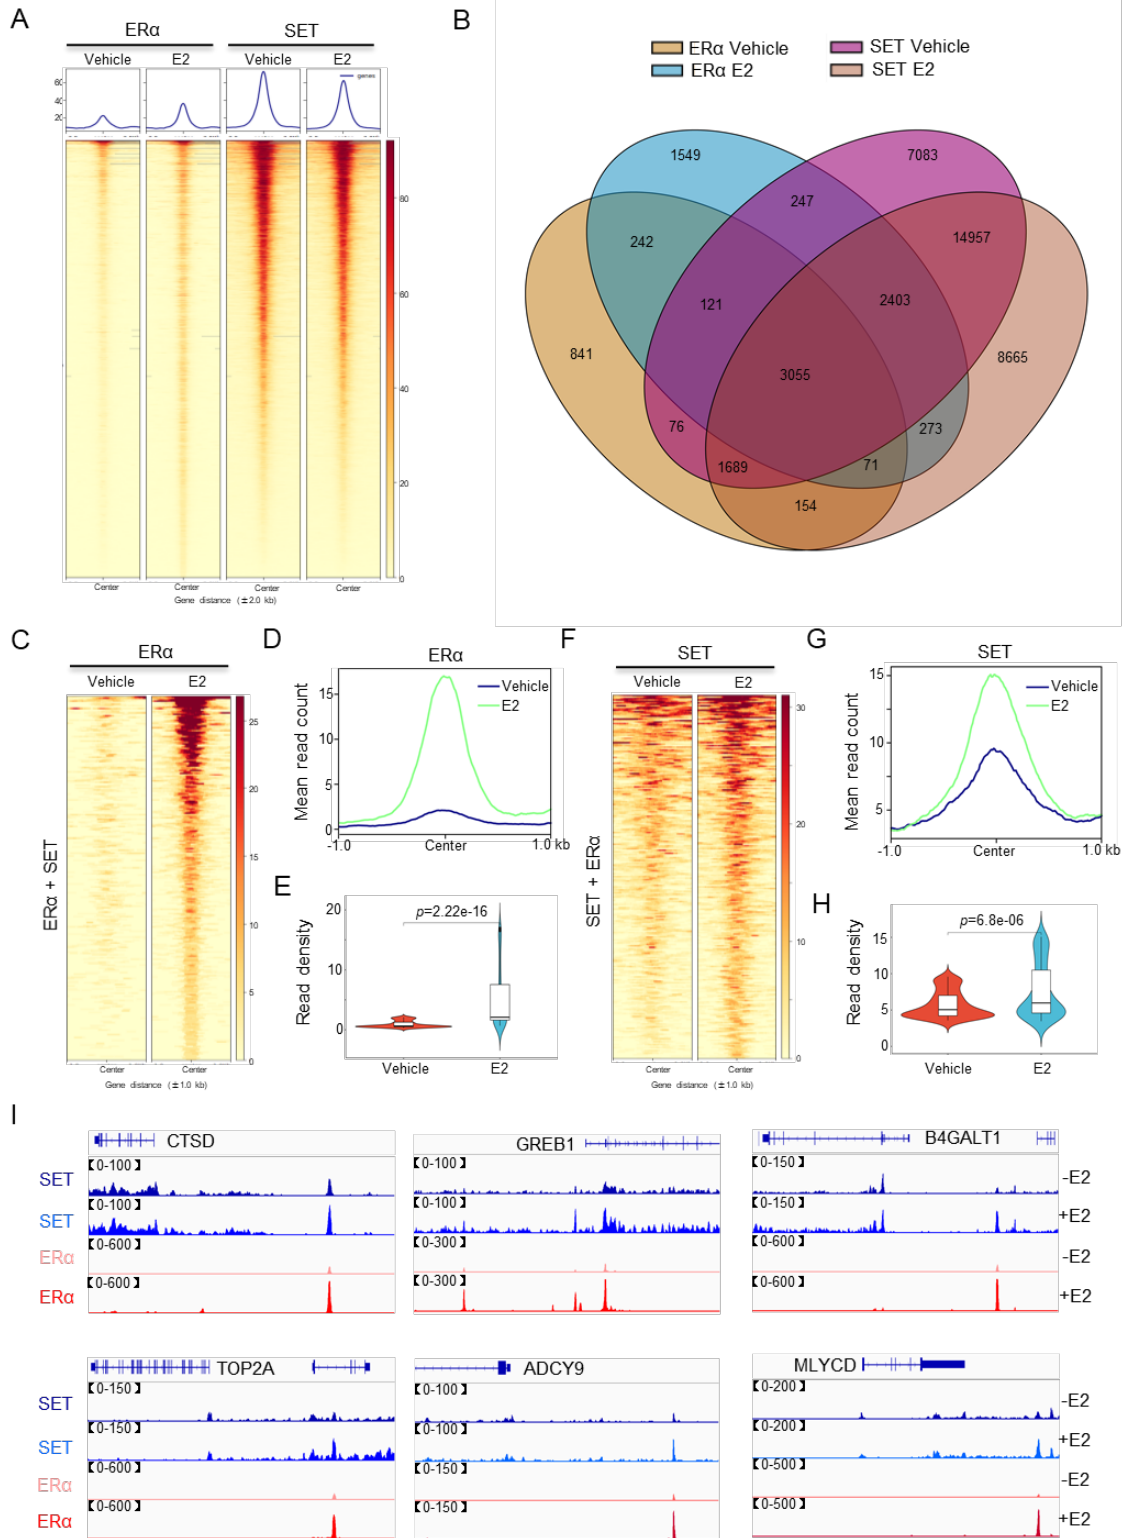 A
ERα
SET
Vehicle
E2
Vehicle
E2
genes
60
40
20
80
60
40
20
0
Center
Center
Center
Center
Gene distance (±2.0 kb)
B
ERα Vehicle
SET Vehicle
ERα E2
SET E2
1549
7083
247
242
14957
121
2403
841
3055
8665
76
273
1689
71
154
C
ERα
Vehicle
E2
ERα + SET
25
20
15
10
5
0
Center
Center
Gene distance (±1.0 kb)
D
ERα
Mean read count
15
10
5
0
Vehicle
E2
-1.0
Center
1.0 kb
E
Read density
20
10
0
p=2.22e-16
Vehicle
E2
F
SET
Vehicle
E2
SET + ERα
30
20
10
0
Center
Center
Gene distance (±1.0 kb)
G
SET
Mean read count
15
10
5
Vehicle
E2
-1.0
Center
1.0 kb
H
Read density
15
10
5
0
p=6.8e-06
Vehicle
E2
I
CTSD
GREB1
B4GALT1
SET
[0-100]
[0-100]
[0-150]
-E2
SET
[0-100]
[0-100]
[0-150]
+E2
ERα
[0-600]
[0-300]
[0-600]
-E2
ERα
[0-600]
[0-300]
[0-600]
+E2
TOP2A
ADCY9
MLYCD
SET
[0-150]
[0-100]
[0-200]
-E2
SET
[0-150]
[0-100]
[0-200]
+E2
ERα
[0-600]
[0-150]
[0-500]
-E2
ERα
[0-600]
[0-150]
[0-500]
+E2